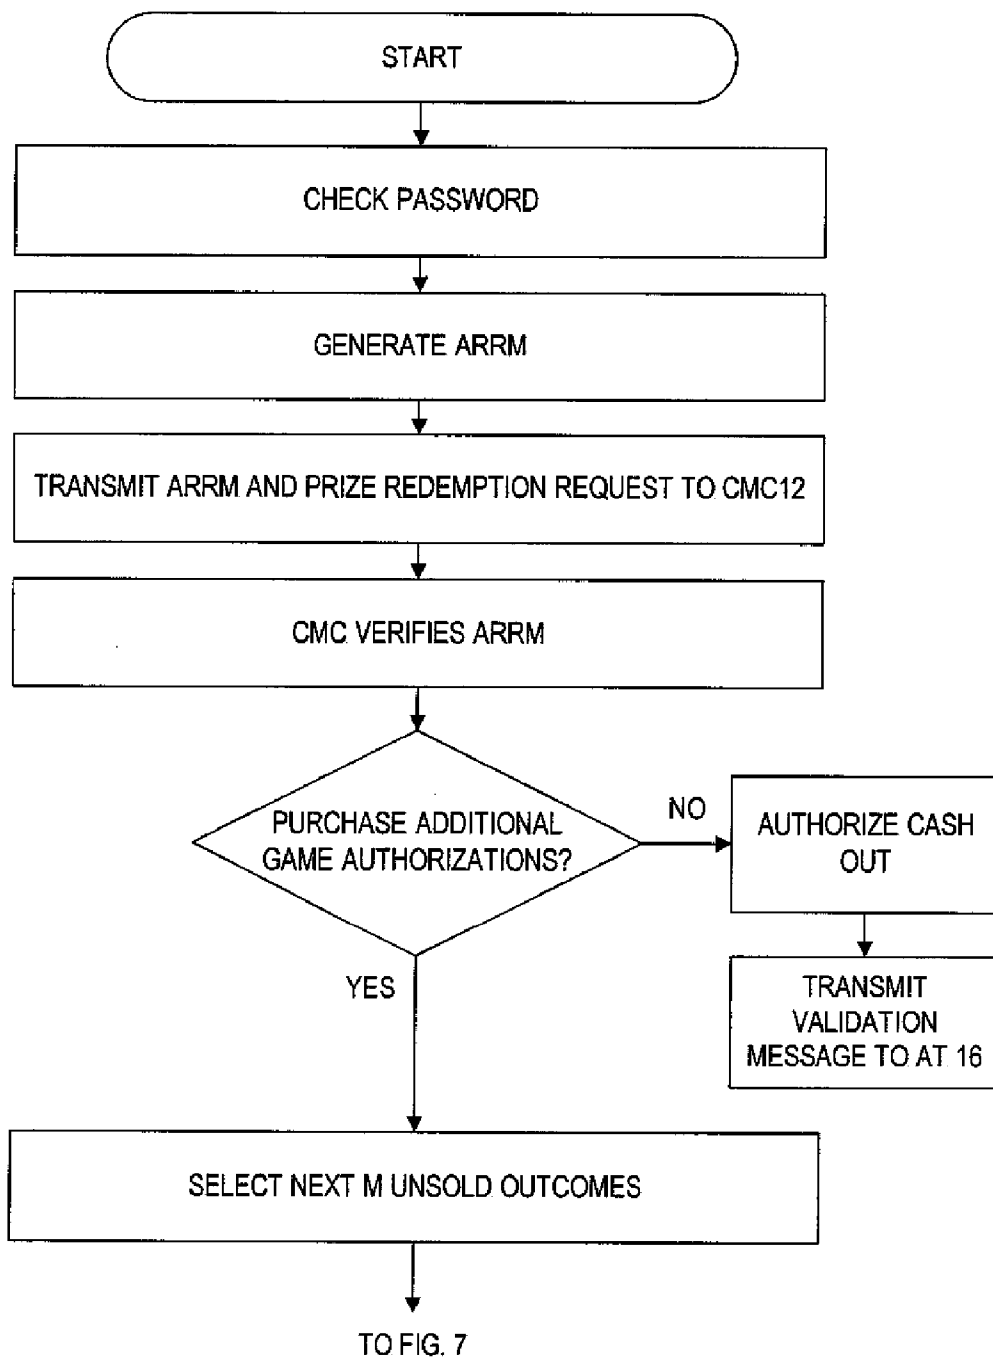 START
CHECK PASSWORD
GENERATE ARRM
TRANSMIT ARRM AND PRIZE REDEMPTION REQUEST TO CMC12
CMC VERIFIES ARRM
PURCHASE ADDITIONAL
GAME AUTHORIZATIONS?
NO
AUTHORIZE CASH
OUT
TRANSMIT
VALIDATION
MESSAGE TO AT 16
YES
SELECT NEXT M UNSOLD OUTCOMES
TO FIG. 7